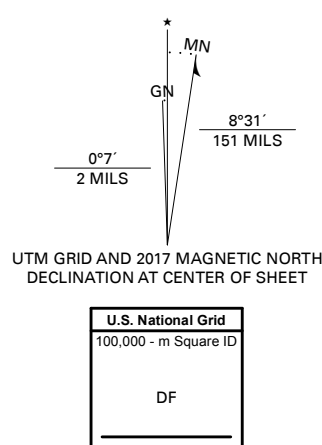 ★
MN
GN
8°31´
151 MILS
0°7´
2 MILS
UTM GRID AND 2017 MAGNETIC NORTH
DECLINATION AT CENTER OF SHEET
U.S. National Grid
100,000 - m Square ID
DF